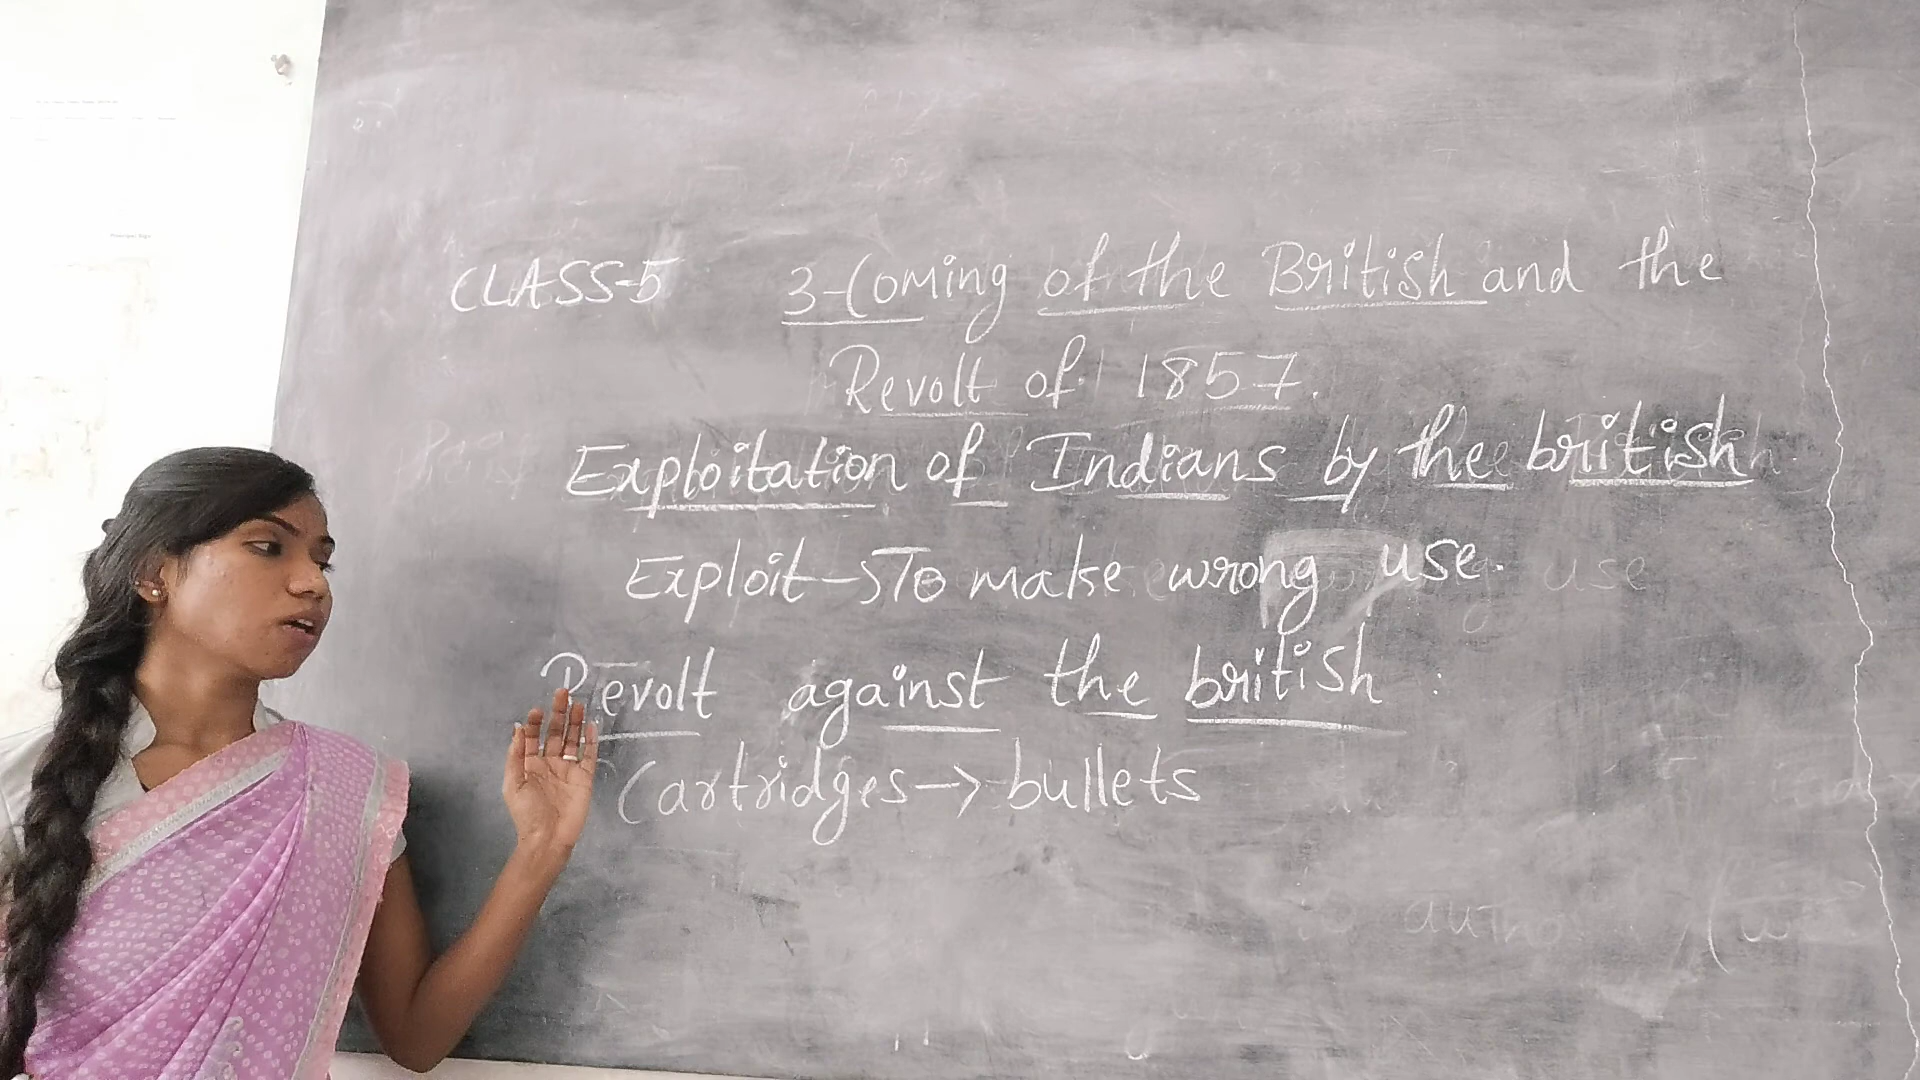 CLASS-5 3-Coming of the British and the
Revolt of 1857.
Exploitation of Indians by the british
Exploit → To make wrong use.
Revolt against the british :
Cartridges → bullets